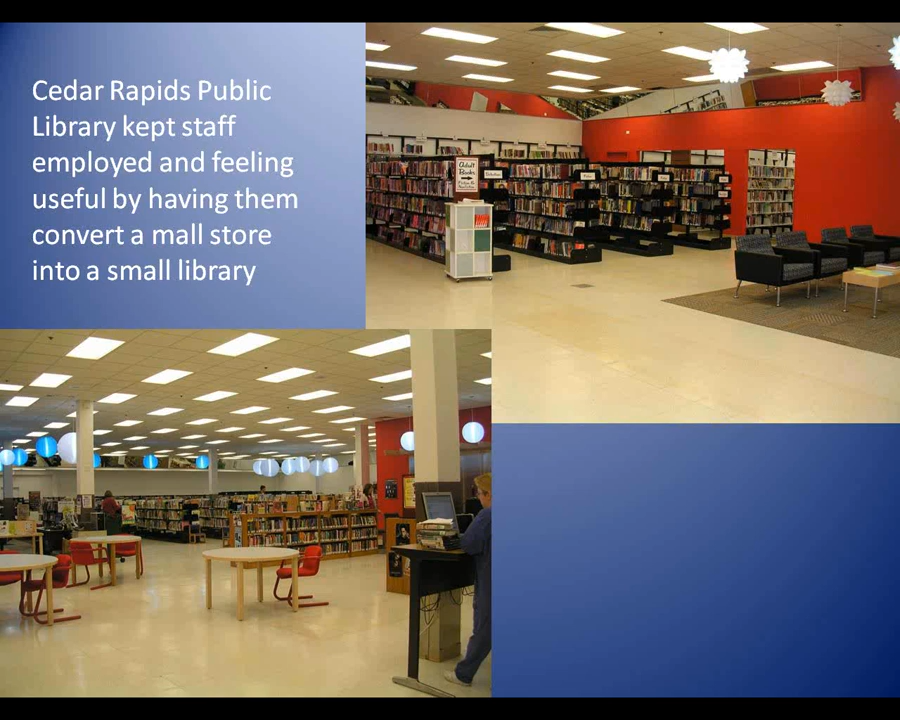 Cedar Rapids Public
Library kept staff
employed and feeling
useful by having them
convert a mall store
into a small library
Adult
Books